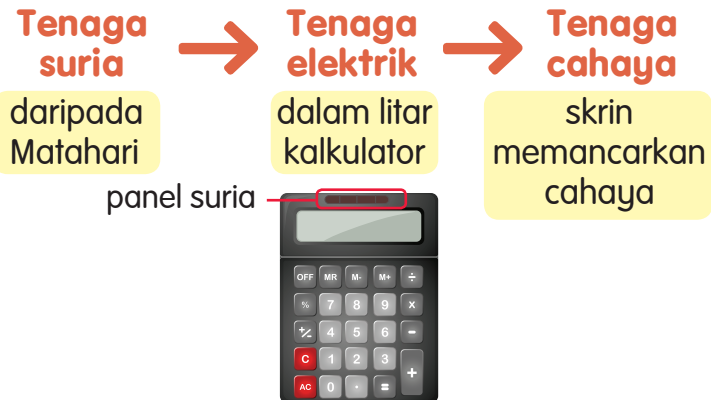 Tenaga
suria
Tenaga
elektrik
Tenaga
cahaya
daripada
Matahari
dalam litar
kalkulator
skrin
memancarkan
cahaya
panel suria
OFF MR M- M+ ÷
% 7 8 9 x
+/- 4 5 6 -
C 1 2 3 +
AC 0 · =